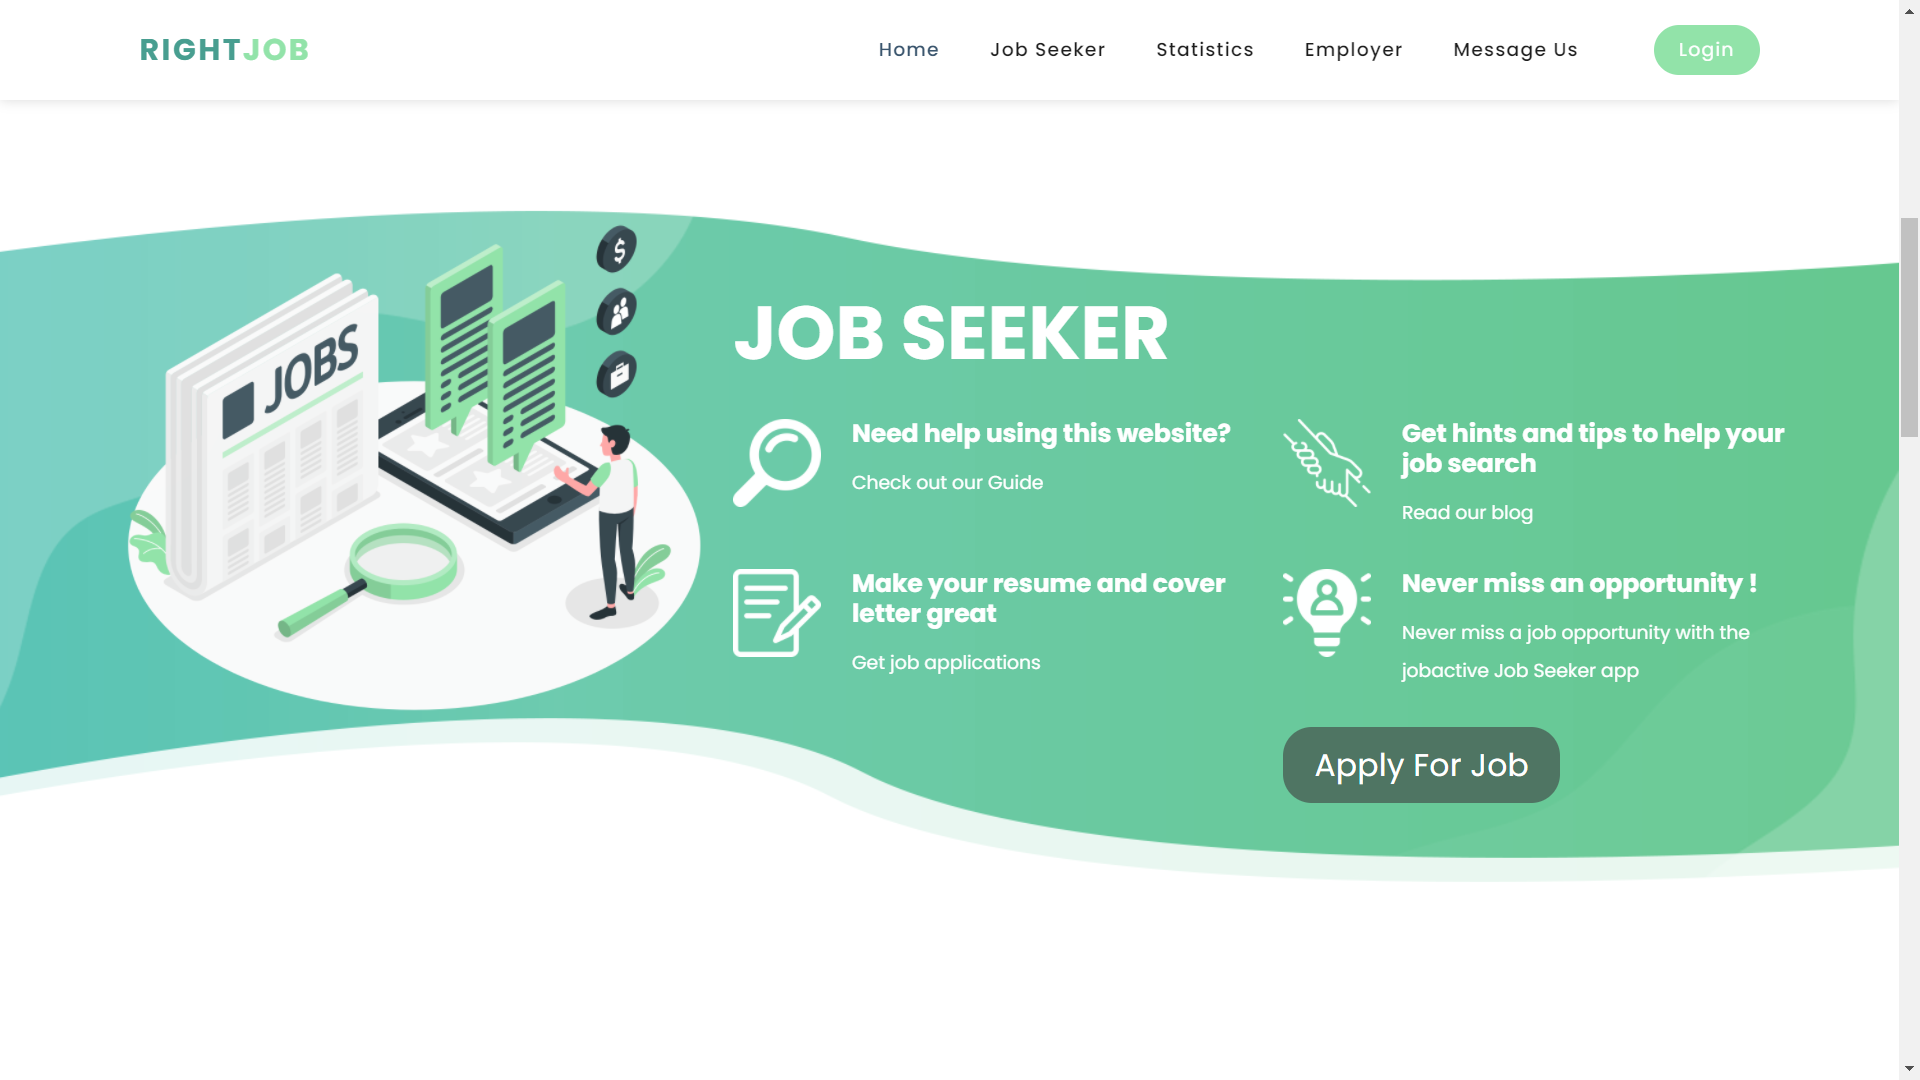 RIGHTJOB
Home
Job Seeker
Statistics
Employer
Message Us
Login
JOBS
$
JOB SEEKER
Need help using this website?
Check out our Guide
Get hints and tips to help your
job search
Read our blog
Make your resume and cover
letter great
Get job applications
Never miss an opportunity !
Never miss a job opportunity with the
jobactive Job Seeker app
Apply For Job